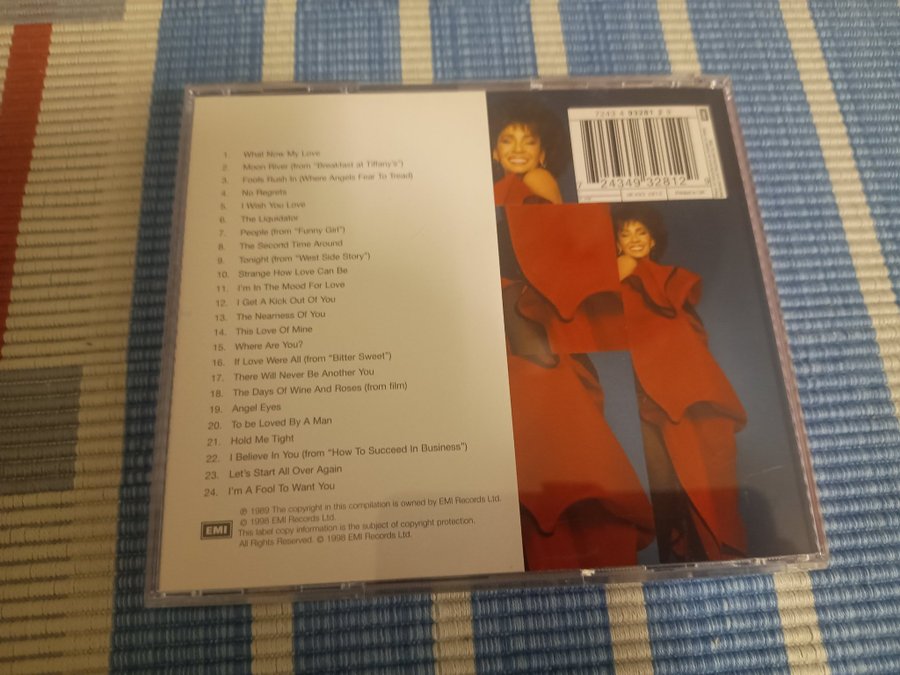 1. What Now My Love
2. Moon River (from "Breakfast at Tiffany's")
3. Fools Rush In (Where Angels Fear To Tread)
4. No Regrets
5. I Wish You Love
6. The Liquidator
7. People (from "Funny Girl")
8. The Second Time Around
9. Tonight (from "West Side Story")
10. Strange How Love Can Be
11. I'm In The Mood For Love
12. I Get A Kick Out Of You
13. The Nearness Of You
14. This Love Of Mine
15. Where Are You?
16. If Love Were All (from "Bitter Sweet")
17. There Will Never Be Another You
18. The Days Of Wine And Roses (from film)
19. Angel Eyes
20. To be Loved By A Man
21. Hold Me Tight
22. I Believe In You (from "How To Succeed In Business")
23. Let's Start All Over Again
24. I'm A Fool To Want You
EMI
℗ 1989 The copyright in this compilation is owned by EMI Records Ltd.
© 1998 EMI Records Ltd.
This label copy information is the subject of copyright protection.
All Rights Reserved. © 1998 EMI Records Ltd.
7243 4 93281 2
7 24349 32812